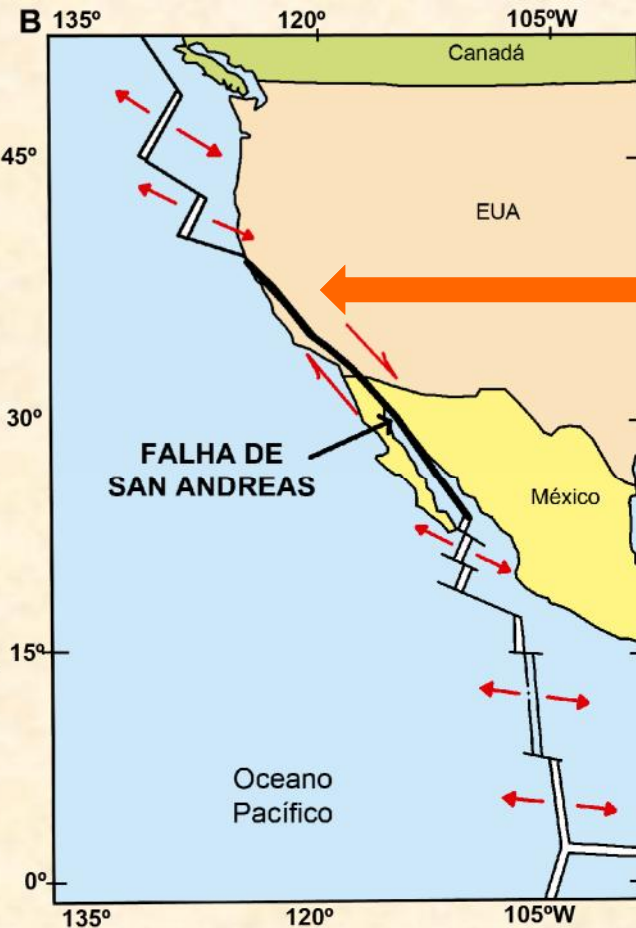 B
135º 120º 105ºW
Canadá
45º
EUA
30º
FALHA DE
SAN ANDREAS
México
15º
Oceano
Pacífico
0º
135º 120º 105ºW